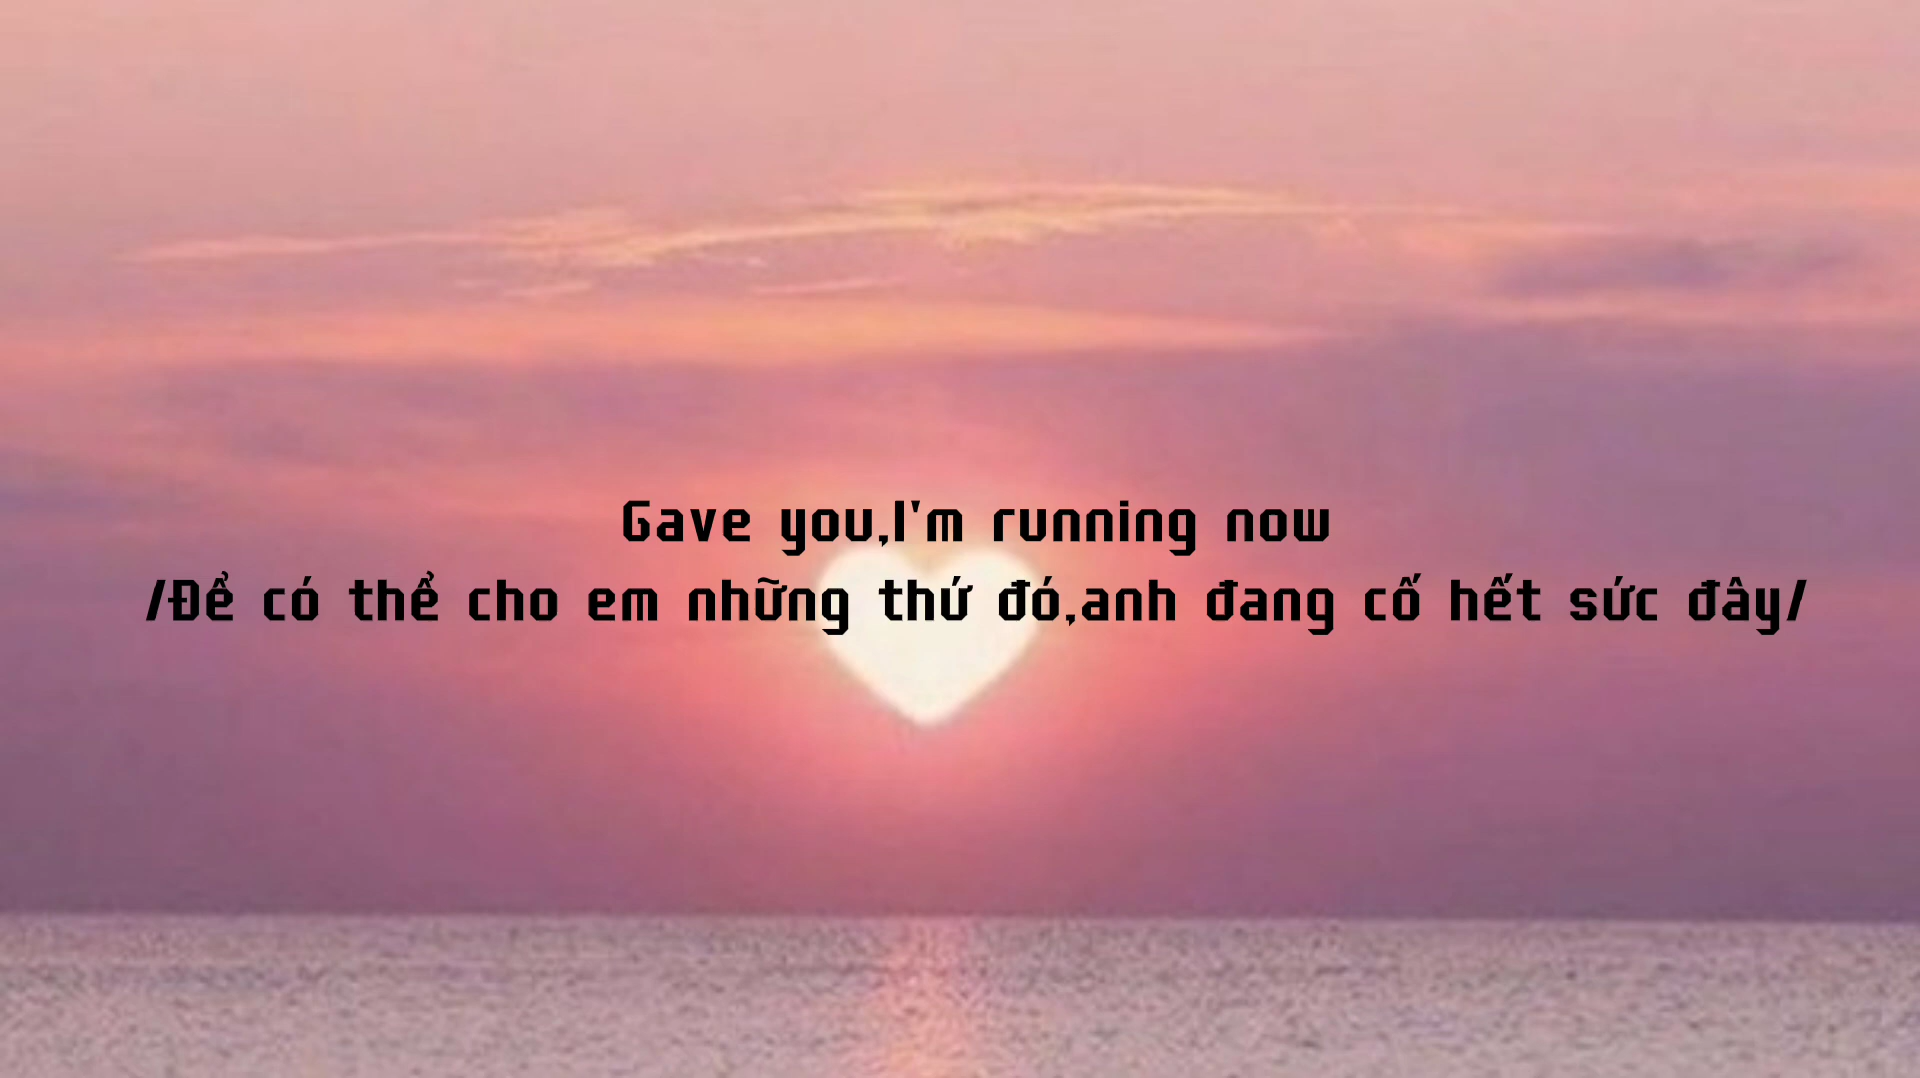 Gave you,I'm running now
/Để có thể cho em những thứ đó,anh đang cố hết sức đây/